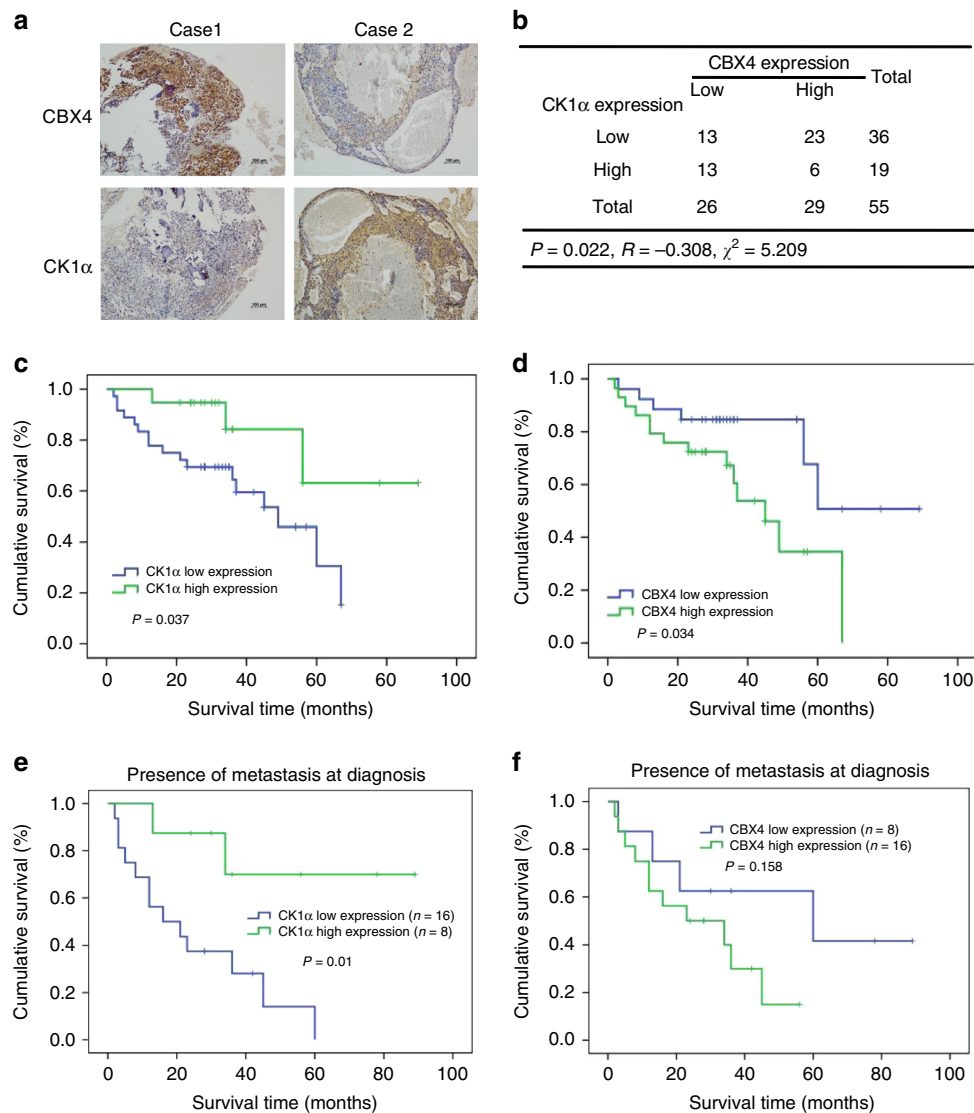 a
Case1
Case 2
CBX4
CK1α
100 μm
100 μm
100 μm
b
CBX4 expression
Total
CK1α expression
Low
High
Low
13
23
36
High
13
6
19
Total
26
29
55
P = 0.022, R = –0.308, χ² = 5.209
c
Cumulative survival (%)
1.0
0.8
0.6
0.4
0.2
0.0
CK1α low expression
CK1α high expression
P = 0.037
0 20 40 60 60 100
Survival time (months)
d
Cumulative survival (%)
1.0
0.8
0.6
0.4
0.2
0.0
CBX4 low expression
CBX4 high expression
P = 0.034
0 20 40 60 60 100
Survival time (months)
e
Presence of metastasis at diagnosis
Cumulative survival (%)
1.0
0.8
0.6
0.4
0.2
0.0
CK1α low expression (n = 16)
CK1α high expression (n = 8)
P = 0.01
0 20 40 60 80 100
Survival time (months)
f
Presence of metastasis at diagnosis
Cumulative survival (%)
1.0
0.8
0.6
0.4
0.2
0.0
CBX4 low expression (n = 8)
CBX4 high expression (n = 16)
P = 0.158
0 20 40 60 80 100
Survival time (months)